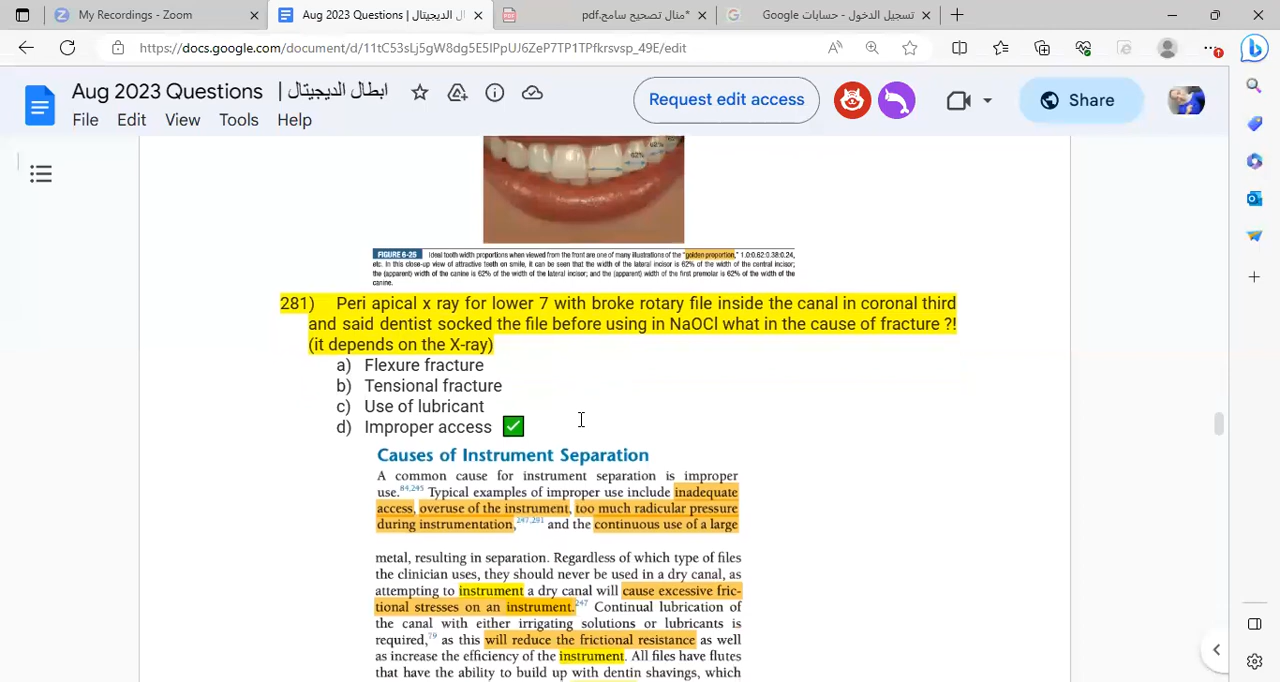 My Recordings - Zoom
Aug 2023 Questions | ابطال الديجيتال
منال تصحيح سامح.pdf*
تسجيل الدخول - حسابات Google
https://docs.google.com/document/d/11tC53sLj5gW8dg5E5IPpUJ6ZeP7TP1TPfkrsvsp_49E/edit
Aug 2023 Questions | ابطال الديجيتال
Request edit access
Share
File Edit View Tools Help
62%
62%
62%
FIGURE 6-25 Ideal tooth width proportions when viewed from the front are one of many illustrations of the "golden proportion," 1.0:0.62:0.38:0.24,
etc. In this close-up view of attractive teeth on smile, it can be seen that the width of the lateral incisor is 62% of the width of the central incisor;
the (apparent) width of the canine is 62% of the width of the lateral incisor; and the (apparent) width of the first premolar is 62% of the width of the
canine.
281) Peri apical x ray for lower 7 with broke rotary file inside the canal in coronal third
and said dentist socked the file before using in NaOCl what in the cause of fracture ?!
(it depends on the X-ray)
a) Flexure fracture
b) Tensional fracture
c) Use of lubricant
d) Improper access
Causes of Instrument Separation
A common cause for instrument separation is improper
use.84,245 Typical examples of improper use include inadequate
access, overuse of the instrument, too much radicular pressure
during instrumentation,247,291 and the continuous use of a large
metal, resulting in separation. Regardless of which type of files
the clinician uses, they should never be used in a dry canal, as
attempting to instrument a dry canal will cause excessive fric-
tional stresses on an instrument.247 Continual lubrication of
the canal with either irrigating solutions or lubricants is
required,79 as this will reduce the frictional resistance as well
as increase the efficiency of the instrument. All files have flutes
that have the ability to build up with dentin shavings, which